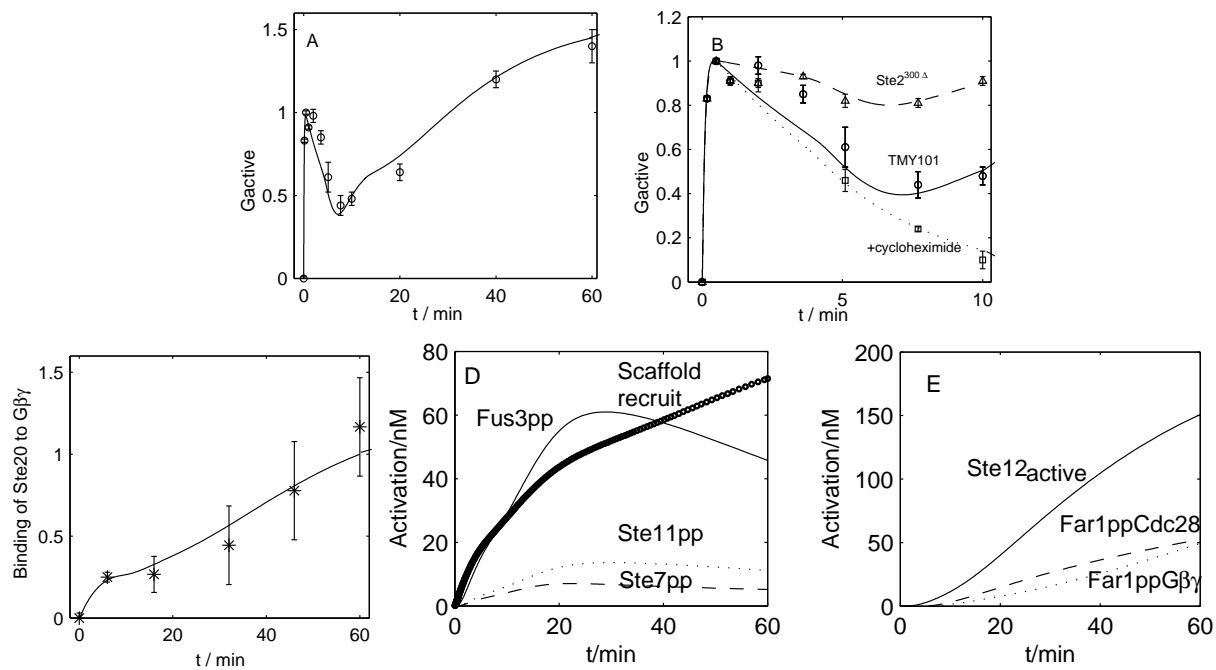 A
Gactive
1.5
1
0.5
0
0 20 40 60
t / min
B
Gactive
1.2
1
0.8
0.6
0.4
0.2
0
0 5 10
t / min
Ste2300 Δ
TMY101
+cycloheximide
Binding of Ste20 to Gβγ
1.5
1
0.5
0
0 20 40 60
t / min
D
Activation/nM
80
60
40
20
0
0 20 40 60
t/min
Scaffold
recruit
Fus3pp
Ste11pp
Ste7pp
E
Activation/nM
200
150
100
50
0
0 20 40 60
t/min
Ste12active
Far1ppCdc28
Far1ppGβγ